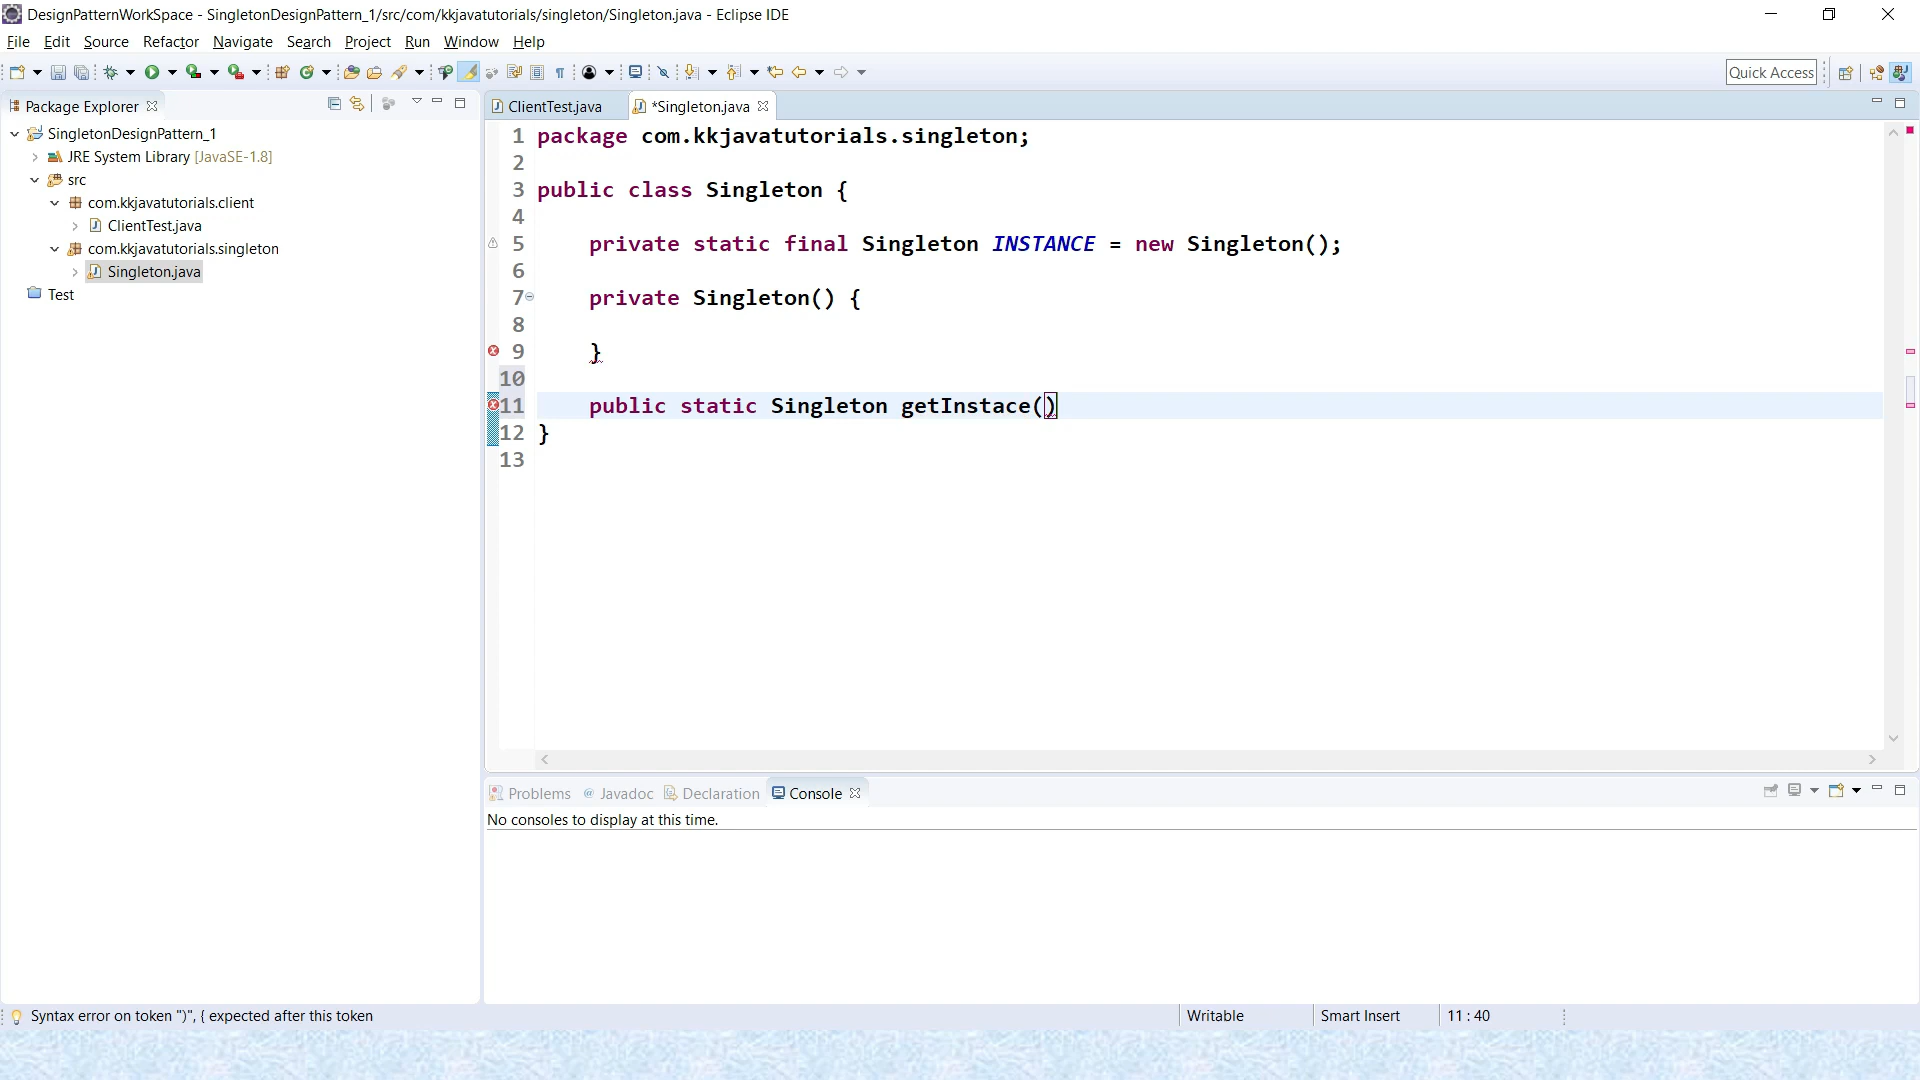 DesignPatternWorkSpace - SingletonDesignPattern_1/src/com/kkjavatutorials/singleton/Singleton.java - Eclipse IDE
File Edit Source Refactor Navigate Search Project Run Window Help
Quick Access
Package Explorer
SingletonDesignPattern_1
JRE System Library [JavaSE-1.8]
src
com.kkjavatutorials.client
ClientTest.java
com.kkjavatutorials.singleton
Singleton.java
Test
ClientTest.java *Singleton.java
1 package com.kkjavatutorials.singleton;
2
3 public class Singleton {
4
5 private static final Singleton INSTANCE = new Singleton();
6
7 private Singleton() {
8
9 }
10
11 public static Singleton getInstace()
12 }
13
Problems Javadoc Declaration Console
No consoles to display at this time.
Syntax error on token ")", { expected after this token
Writable Smart Insert 11 : 40